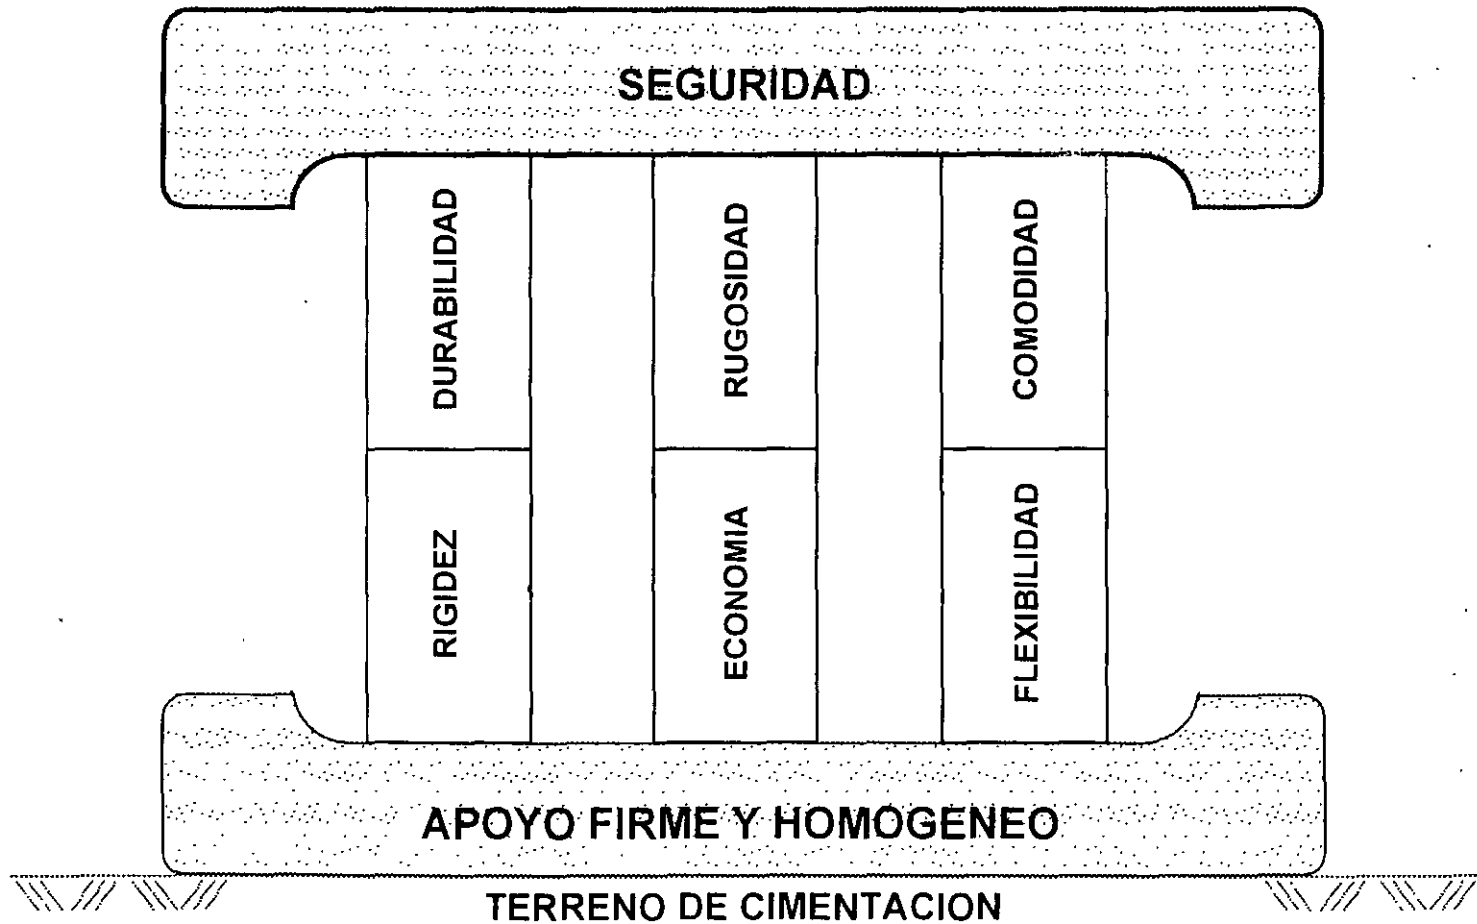 SEGURIDAD
DURABILIDAD
RUGOSIDAD
COMODIDAD
RIGIDEZ
ECONOMIA
FLEXIBILIDAD
APOYO FIRME Y HOMOGENEO
TERRENO DE CIMENTACION